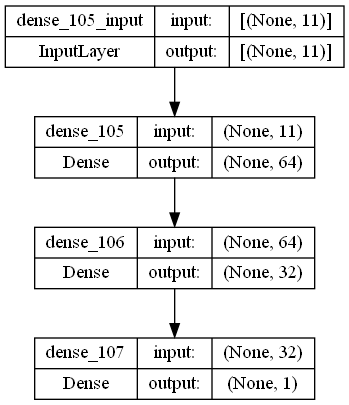 dense_105_input input: [(None, 11)]
InputLayer output: [(None, 11)]
dense_105 input: (None, 11)
Dense output: (None, 64)
dense_106 input: (None, 64)
Dense output: (None, 32)
dense_107 input: (None, 32)
Dense output: (None, 1)